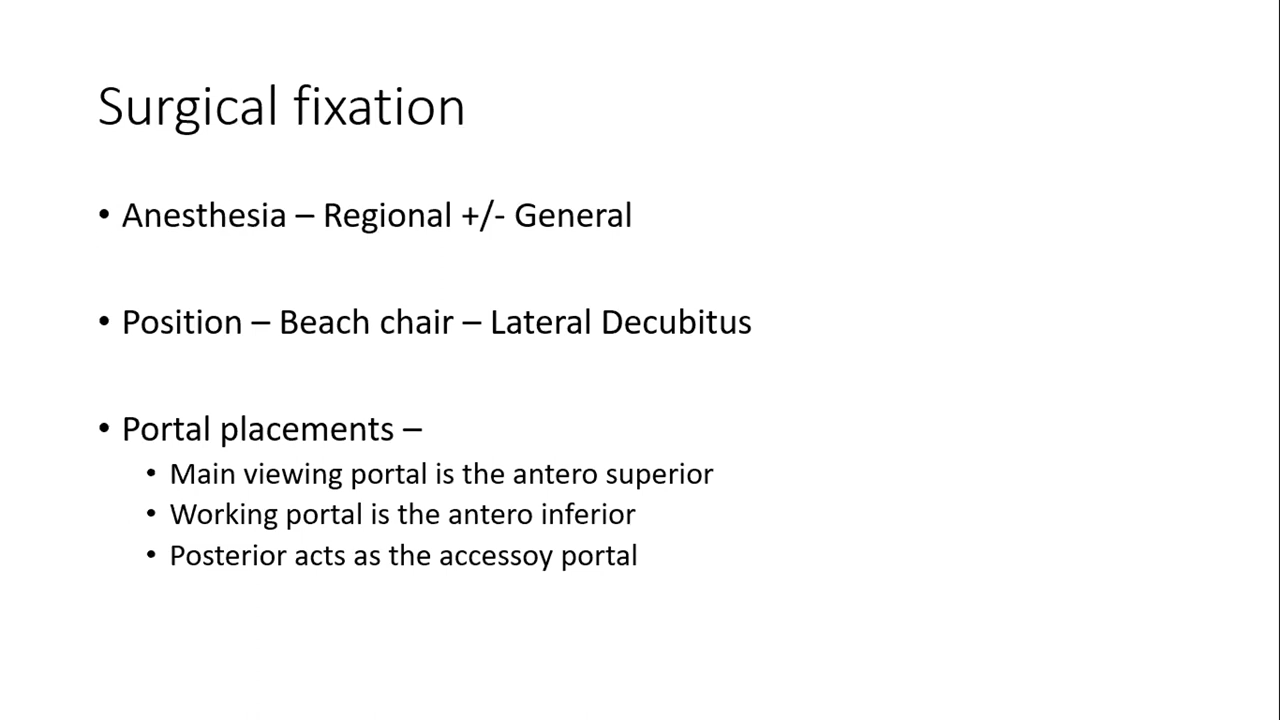 Surgical fixation
• Anesthesia – Regional +/- General
• Position – Beach chair – Lateral Decubitus
• Portal placements –
• Main viewing portal is the antero superior
• Working portal is the antero inferior
• Posterior acts as the accessoy portal